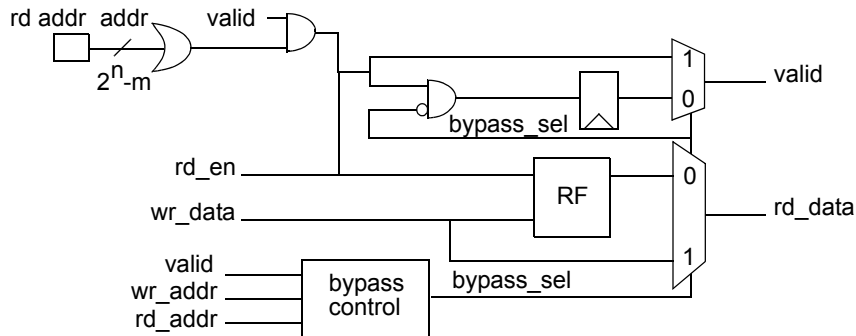 rd addr addr valid
2^n-m
1
valid
0
bypass_sel
rd_en
RF
0
wr_data
rd_data
1
valid
bypass control
bypass_sel
wr_addr
rd_addr